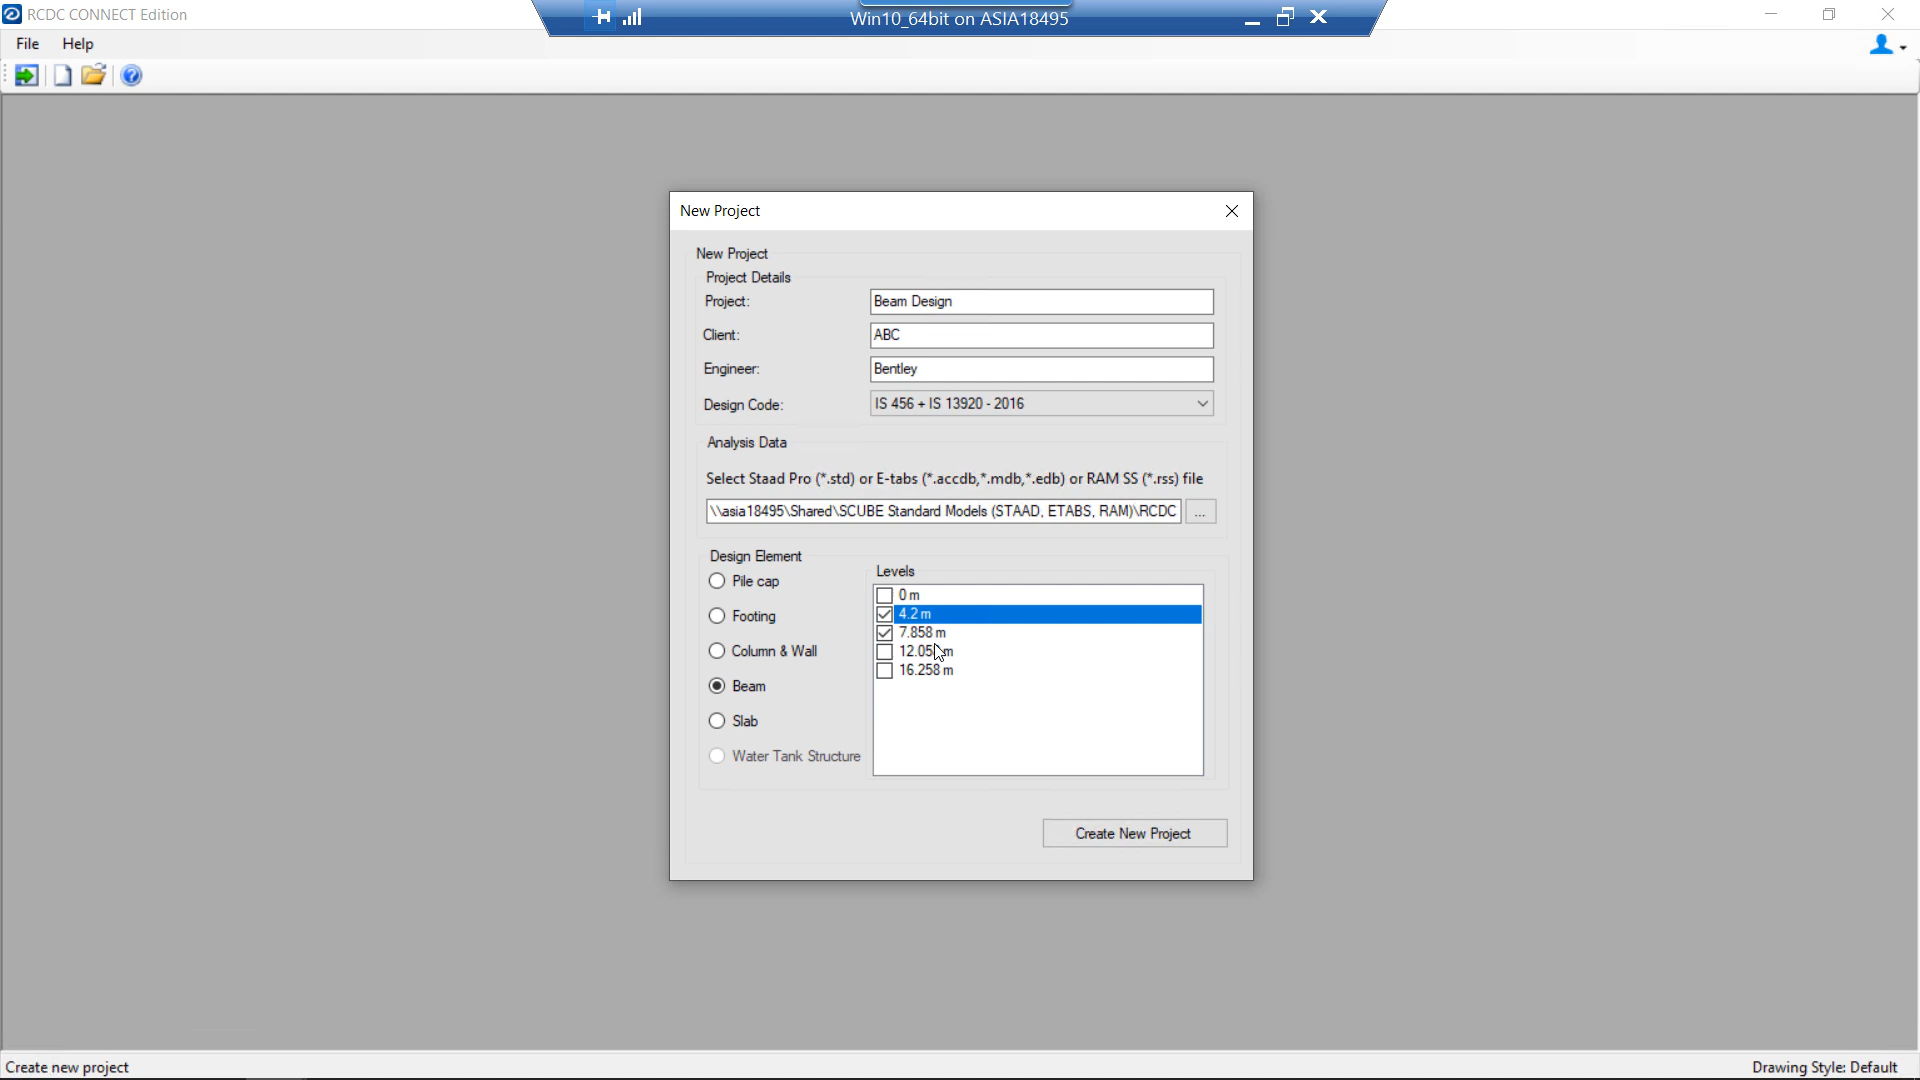 RCDC CONNECT Edition
Win10_64bit on ASIA18495
File Help
New Project
New Project
Project Details
Project: Beam Design
Client: ABC
Engineer: Bentley
Design Code: IS 456 + IS 13920 - 2016
Analysis Data
Select Staad Pro (*.std) or E-tabs (*.accdb,*.mdb,*.edb) or RAM SS (*.rss) file
\\asia18495\Shared\SCUBE Standard Models (STAAD, ETABS, RAM)\RCDC ...
Design Element
Levels
Pile cap
0 m
4.2 m
Footing
7.858 m
Column & Wall
16.258 m
Beam
Slab
Water Tank Structure
Create New Project
Create new project
Drawing Style: Default